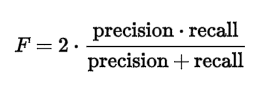 F = 2 · precision · recall / precision + recall